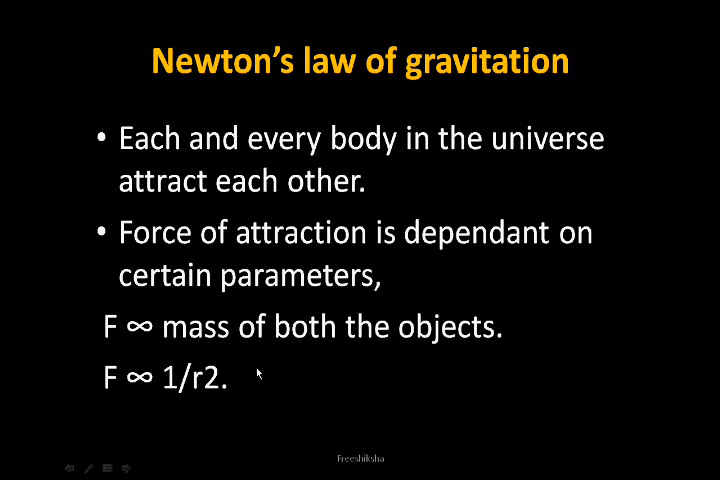 Newton's law of gravitation
• Each and every body in the universe
attract each other.
• Force of attraction is dependant on
certain parameters,
F ∞ mass of both the objects.
F ∞ 1/r2.
Freeshiksha